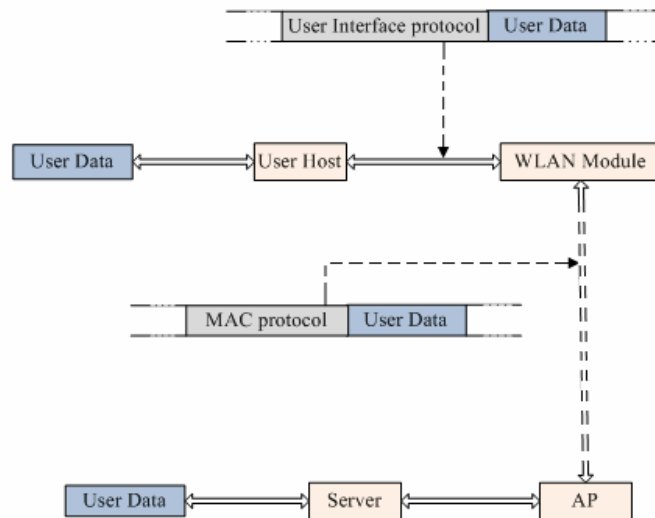 User Interface protocol User Data
User Data User Host WLAN Module
MAC protocol User Data
User Data Server AP